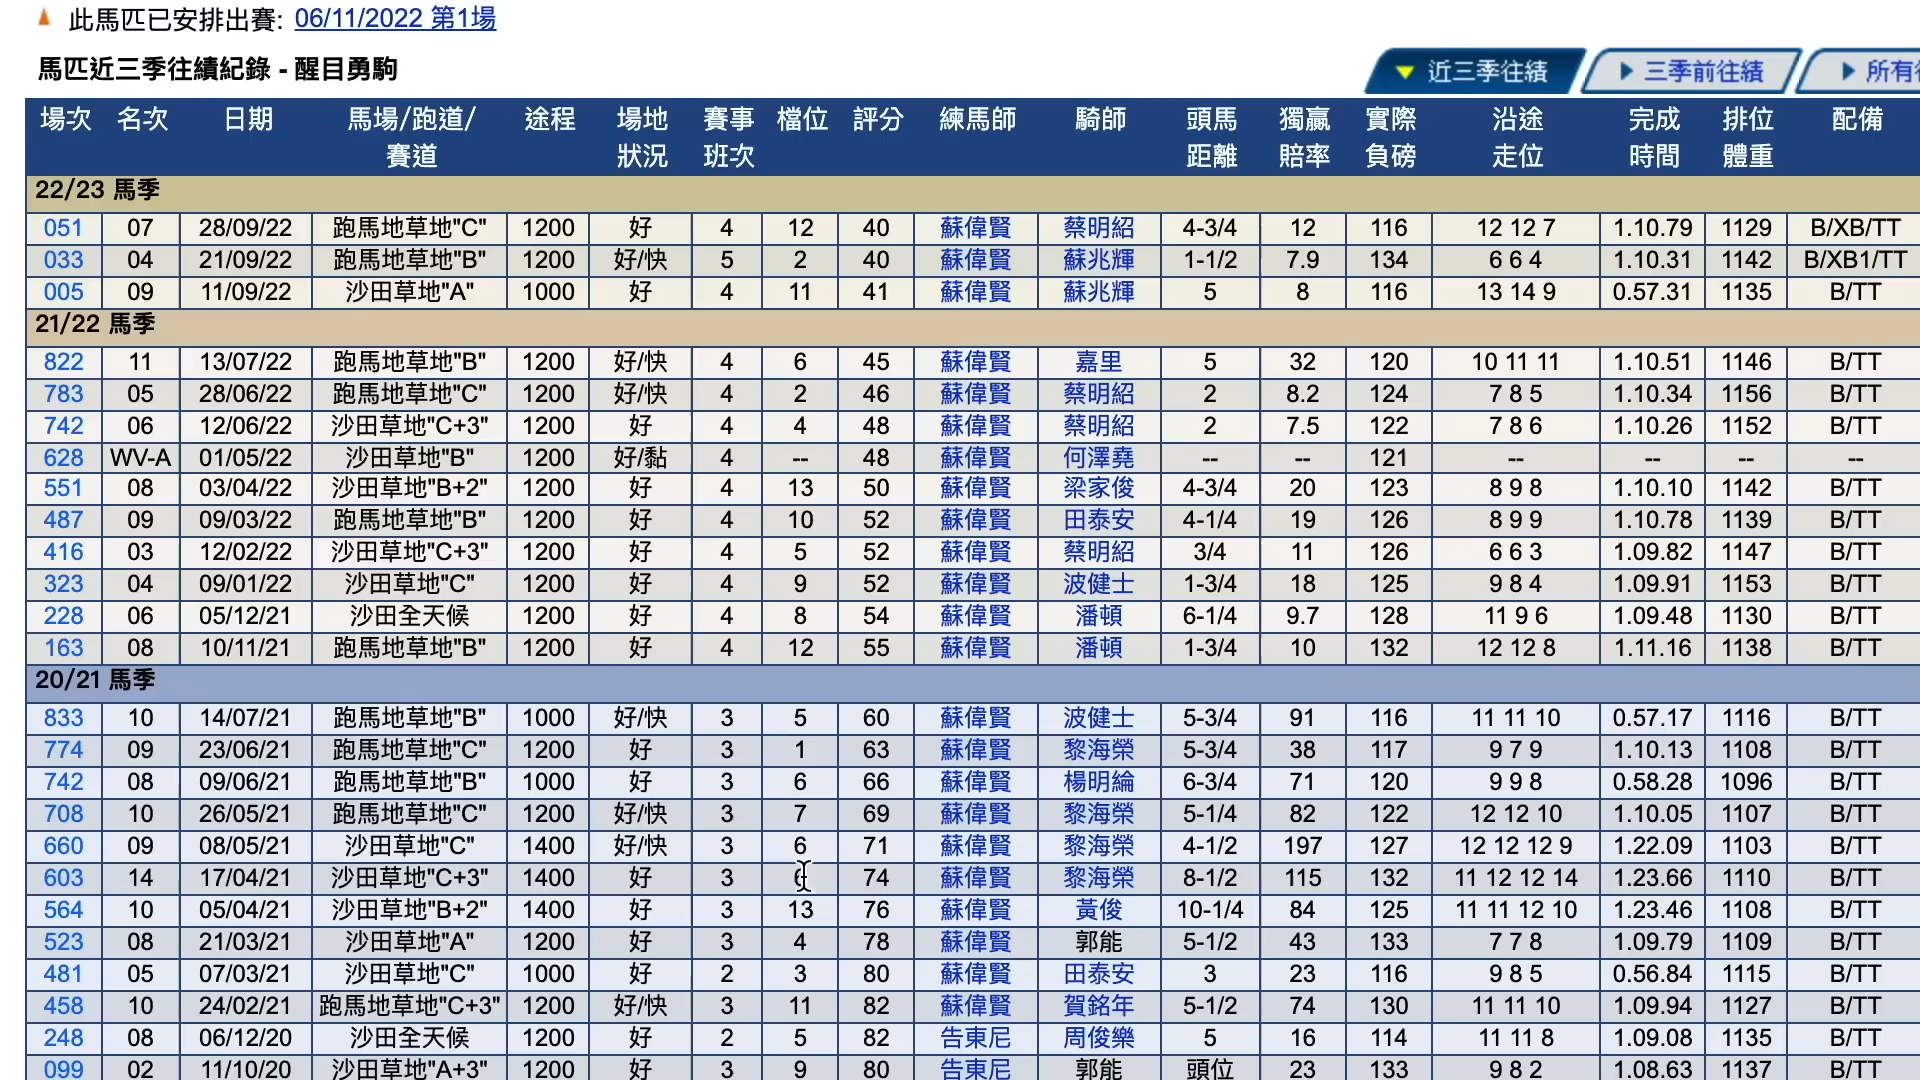 此馬匹已安排出賽: 06/11/2022 第1場
馬匹近三季往績紀錄 - 醒目勇駒
近三季往績 三季前往績 所有
場次 名次 日期 馬場/跑道/賽道 途程 場地狀況 賽事班次 檔位 評分 練馬師 騎師 頭馬距離 獨贏賠率 實際負磅 沿途走位 完成時間 排位體重 配備
22/23 馬季
051 07 28/09/22 跑馬地草地"C" 1200 好 4 12 40 蘇偉賢 蔡明紹 4-3/4 12 116 12 12 7 1.10.79 1129 B/XB/TT
033 04 21/09/22 跑馬地草地"B" 1200 好/快 5 2 40 蘇偉賢 蘇兆輝 1-1/2 7.9 134 6 6 4 1.10.31 1142 B/XB1/TT
005 09 11/09/22 沙田草地"A" 1000 好 4 11 41 蘇偉賢 蘇兆輝 5 8 116 13 14 9 0.57.31 1135 B/TT
21/22 馬季
822 11 13/07/22 跑馬地草地"B" 1200 好/快 4 6 45 蘇偉賢 嘉里 5 32 120 10 11 11 1.10.51 1146 B/TT
783 05 28/06/22 跑馬地草地"C" 1200 好/快 4 2 46 蘇偉賢 蔡明紹 2 8.2 124 7 8 5 1.10.34 1156 B/TT
742 06 12/06/22 沙田草地"C+3" 1200 好 4 4 48 蘇偉賢 蔡明紹 2 7.5 122 7 8 6 1.10.26 1152 B/TT
628 WV-A 01/05/22 沙田草地"B" 1200 好/黏 4 -- 48 蘇偉賢 何澤堯 -- -- 121 -- -- -- --
551 08 03/04/22 沙田草地"B+2" 1200 好 4 13 50 蘇偉賢 梁家俊 4-3/4 20 123 8 9 8 1.10.10 1142 B/TT
487 09 09/03/22 跑馬地草地"B" 1200 好 4 10 52 蘇偉賢 田泰安 4-1/4 19 126 8 9 9 1.10.78 1139 B/TT
416 03 12/02/22 沙田草地"C+3" 1200 好 4 5 52 蘇偉賢 蔡明紹 3/4 11 126 6 6 3 1.09.82 1147 B/TT
323 04 09/01/22 沙田草地"C" 1200 好 4 9 52 蘇偉賢 波健士 1-3/4 18 125 9 8 4 1.09.91 1153 B/TT
228 06 05/12/21 沙田全天候 1200 好 4 8 54 蘇偉賢 潘頓 6-1/4 9.7 128 11 9 6 1.09.48 1130 B/TT
163 08 10/11/21 跑馬地草地"B" 1200 好 4 12 55 蘇偉賢 潘頓 1-3/4 10 132 12 12 8 1.11.16 1138 B/TT
20/21 馬季
833 10 14/07/21 跑馬地草地"B" 1000 好/快 3 5 60 蘇偉賢 波健士 5-3/4 91 116 11 11 10 0.57.17 1116 B/TT
774 09 23/06/21 跑馬地草地"C" 1200 好 3 1 63 蘇偉賢 黎海榮 5-3/4 38 117 9 7 9 1.10.13 1108 B/TT
742 08 09/06/21 跑馬地草地"B" 1000 好 3 6 66 蘇偉賢 楊明綸 6-3/4 71 120 9 9 8 0.58.28 1096 B/TT
708 10 26/05/21 跑馬地草地"C" 1200 好/快 3 7 69 蘇偉賢 黎海榮 5-1/4 82 122 12 12 10 1.10.05 1107 B/TT
660 09 08/05/21 沙田草地"C" 1400 好/快 3 6 71 蘇偉賢 黎海榮 4-1/2 197 127 12 12 12 9 1.22.09 1103 B/TT
603 14 17/04/21 沙田草地"C+3" 1400 好 3 74 蘇偉賢 黎海榮 8-1/2 115 132 11 12 12 14 1.23.66 1110 B/TT
564 10 05/04/21 沙田草地"B+2" 1400 好 3 13 76 蘇偉賢 黃俊 10-1/4 84 125 11 11 12 10 1.23.46 1108 B/TT
523 08 21/03/21 沙田草地"A" 1200 好 3 4 78 蘇偉賢 郭能 5-1/2 43 133 7 7 8 1.09.79 1109 B/TT
481 05 07/03/21 沙田草地"C" 1000 好 2 3 80 蘇偉賢 田泰安 3 23 116 9 8 5 0.56.84 1115 B/TT
458 10 24/02/21 跑馬地草地"C+3" 1200 好/快 3 11 82 蘇偉賢 賀銘年 5-1/2 74 130 11 11 10 1.09.94 1127 B/TT
248 08 06/12/20 沙田全天候 1200 好 2 5 82 告東尼 周俊樂 5 16 114 11 11 8 1.09.08 1135 B/TT
099 02 11/10/20 沙田草地"A+3" 1200 好 3 9 80 告東尼 郭能 頭位 23 133 9 8 2 1.08.63 1137 B/TT